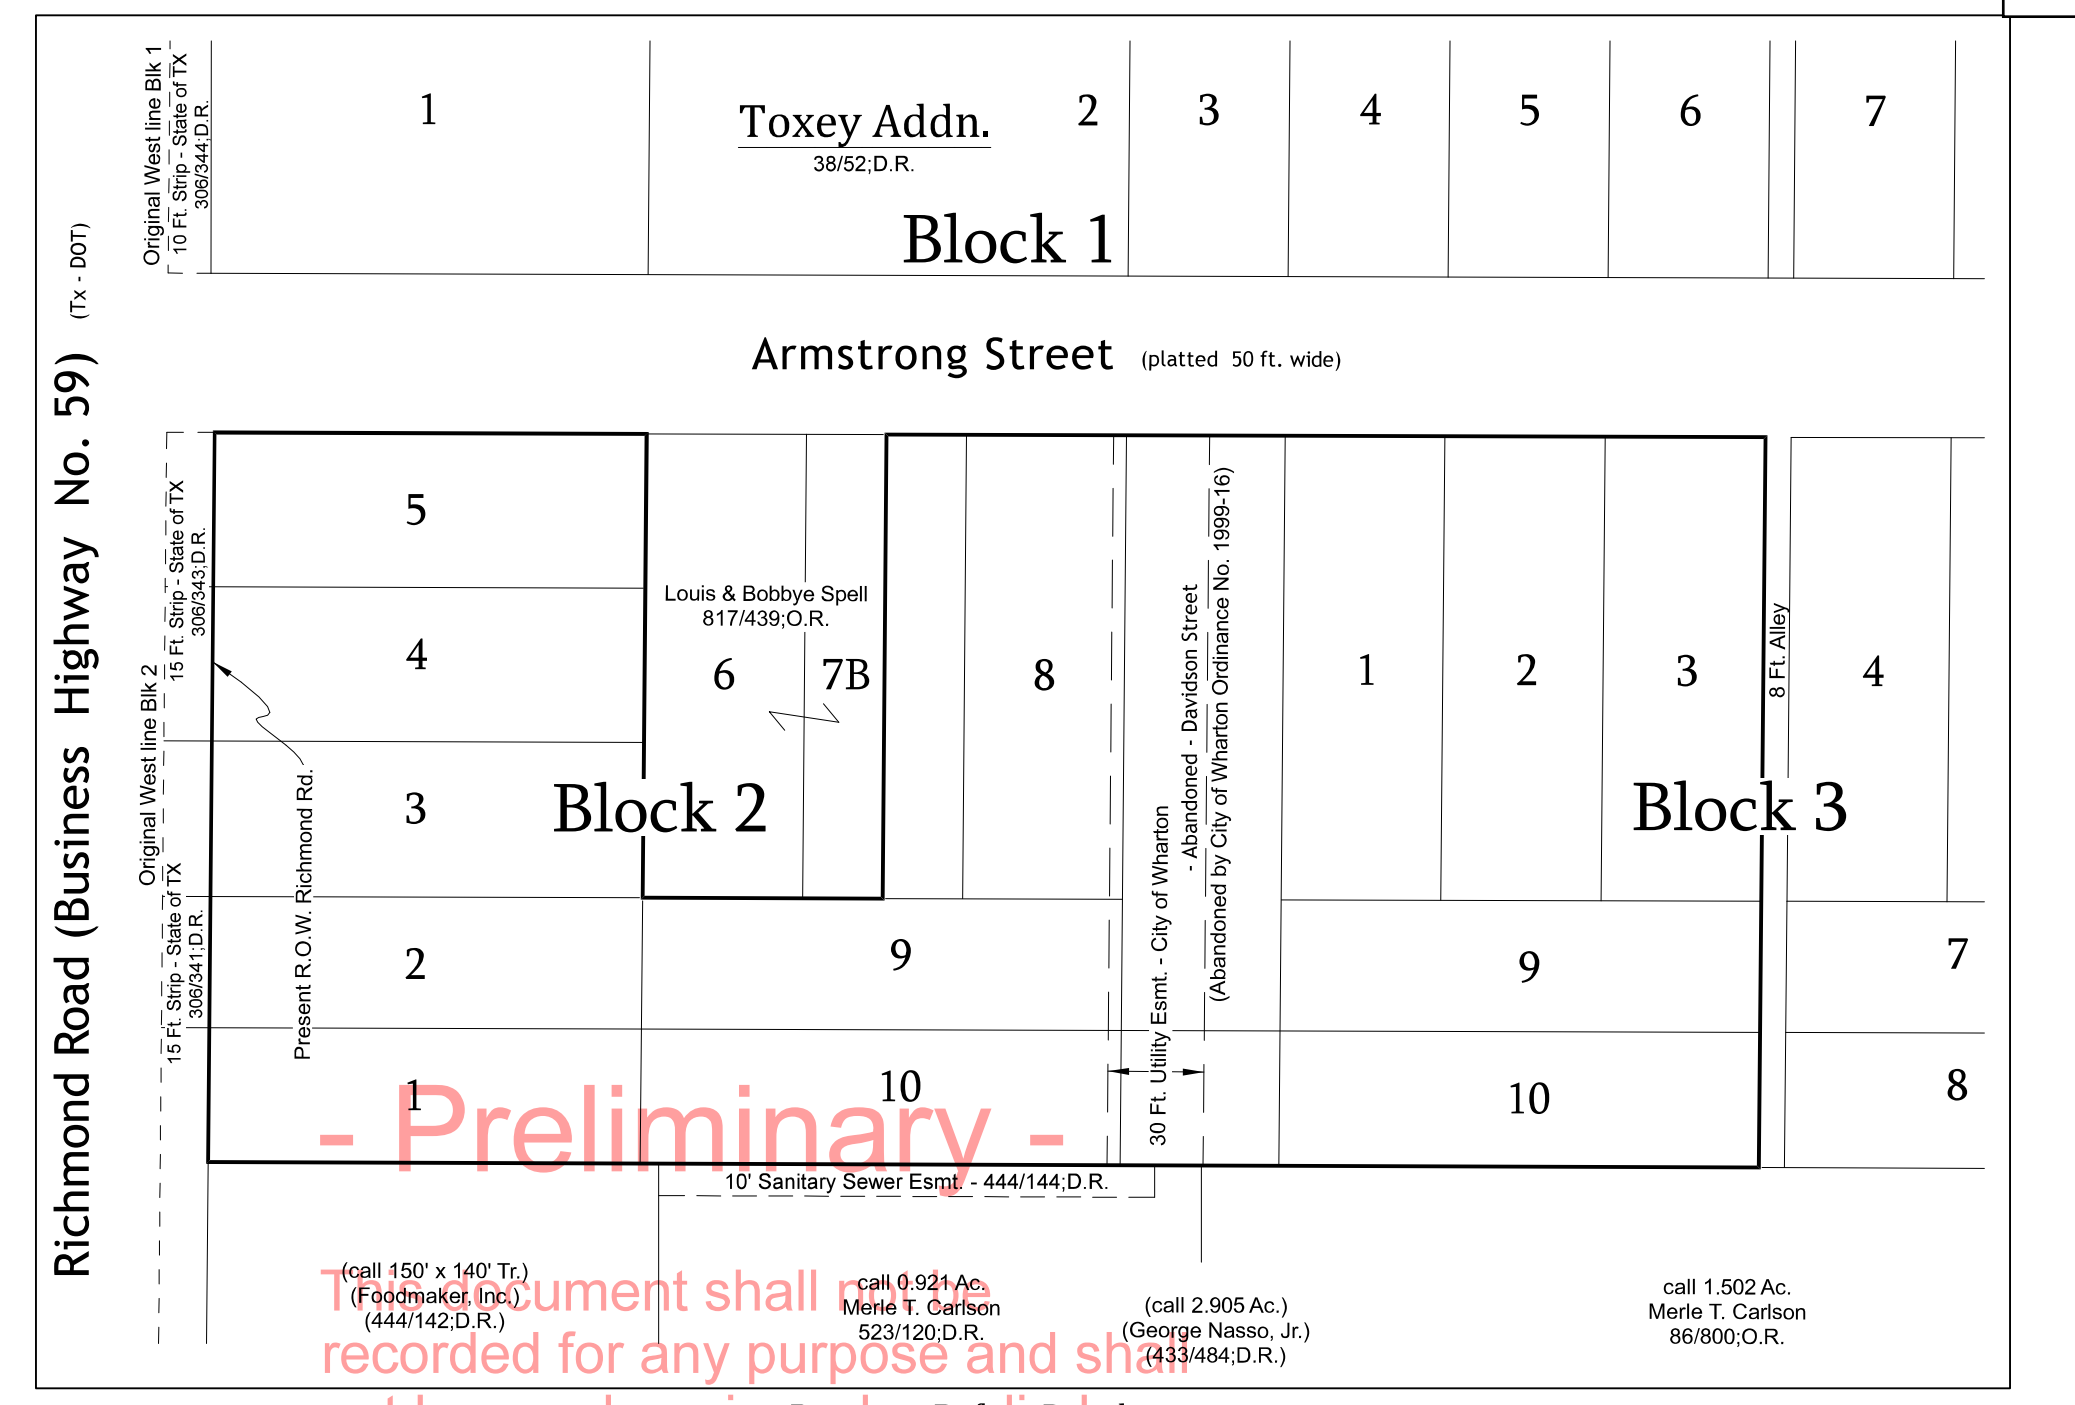 Original West line Blk 1
10 Ft. Strip - State of TX
306/344;D.R.
1
Toxey Addn.
38/52;D.R.
2
3
4
5
6
7
Block 1
Richmond Road (Business Highway No. 59) (Tx - DOT)
Armstrong Street (platted 50 ft. wide)
15 Ft. Strip - State of TX
306/343;D.R.
Original West line Blk 2
15 Ft. Strip - State of TX
306/341;D.R.
Present R.O.W. Richmond Rd.
5
4
3
2
1
Louis & Bobbye Spell
817/439;O.R.
6
7B
8
Block 2
9
10
30 Ft. Utility Esmt. - City of Wharton
- Abandoned - Davidson Street
(Abandoned by City of Wharton Ordinance No. 1999-16)
1
2
3
8 Ft. Alley
4
Block 3
9
7
10
8
- Preliminary -
10' Sanitary Sewer Esmt. - 444/144;D.R.
(call 150' x 140' Tr.)
(Foodmaker, Inc.)
(444/142;D.R.)
call 0.921 Ac.
Merle T. Carlson
523/120;D.R.
(call 2.905 Ac.)
(George Nasso, Jr.)
(433/484;D.R.)
call 1.502 Ac.
Merle T. Carlson
86/800;O.R.
This document shall not be
recorded for any purpose and shall